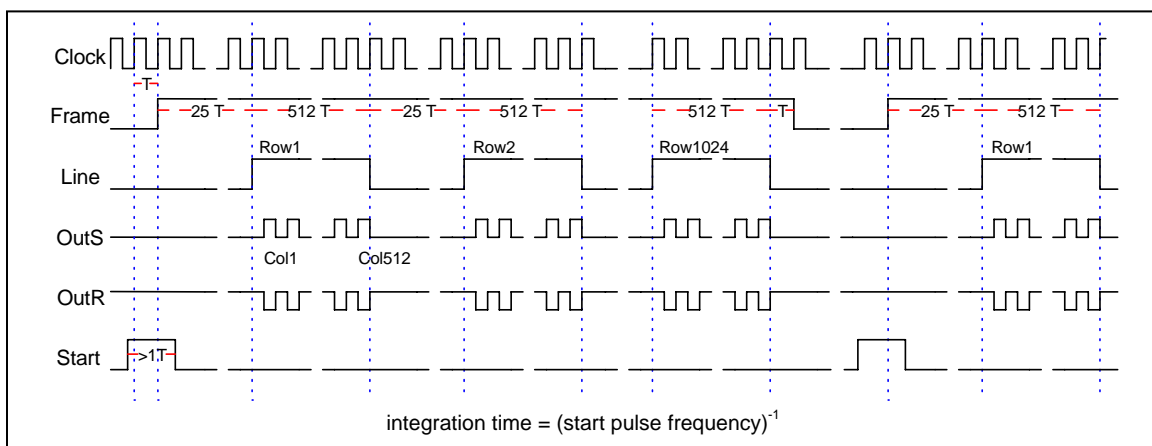 Clock
T
Frame
25 T 512 T 25 T 512 T 512 T T 25 T 512 T
Row1 Row2 Row1024 Row1
Line
OutS
Col1 Col512
OutR
Start
>1T
integration time = (start pulse frequency)-1